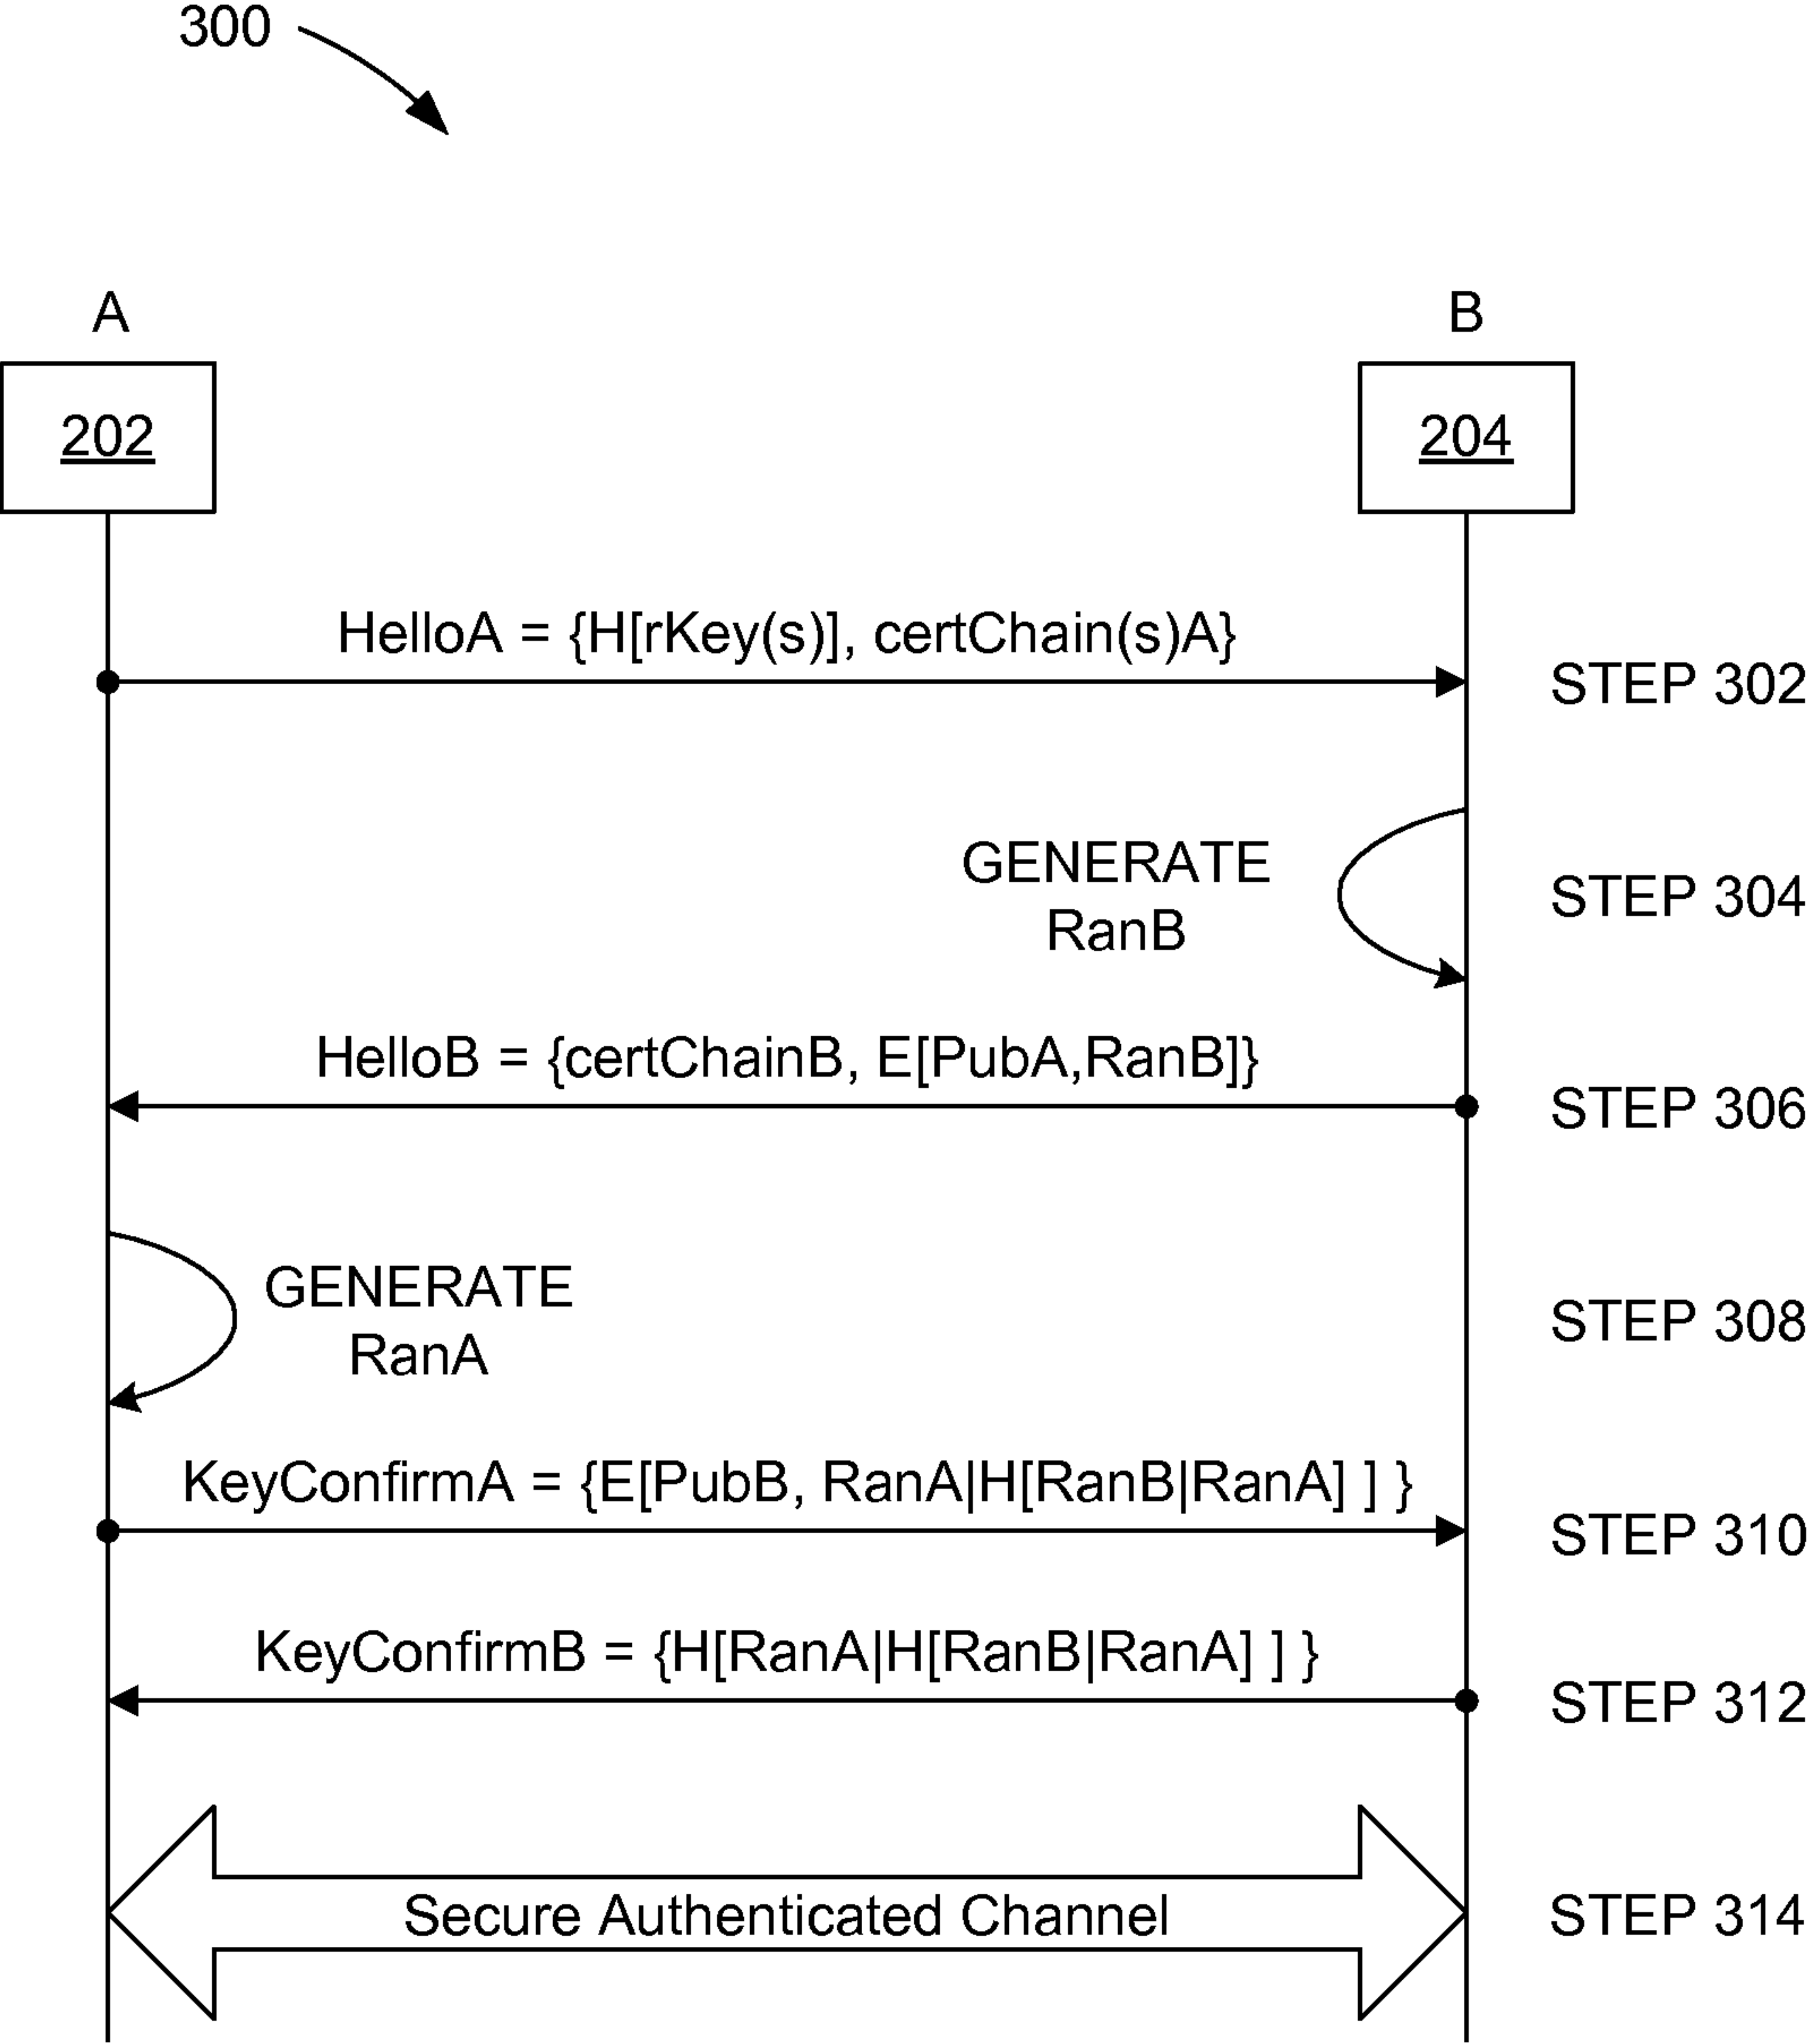 300
A
B
202
204
HelloA = {H[rKey(s)], certChain(s)A}
STEP 302
GENERATE
RanB
STEP 304
HelloB = {certChainB, E[PubA,RanB]}
STEP 306
GENERATE
RanA
STEP 308
KeyConfirmA = {E[PubB, RanA|H[RanB|RanA] ] }
STEP 310
KeyConfirmB = {H[RanA|H[RanB|RanA] ] }
STEP 312
Secure Authenticated Channel
STEP 314